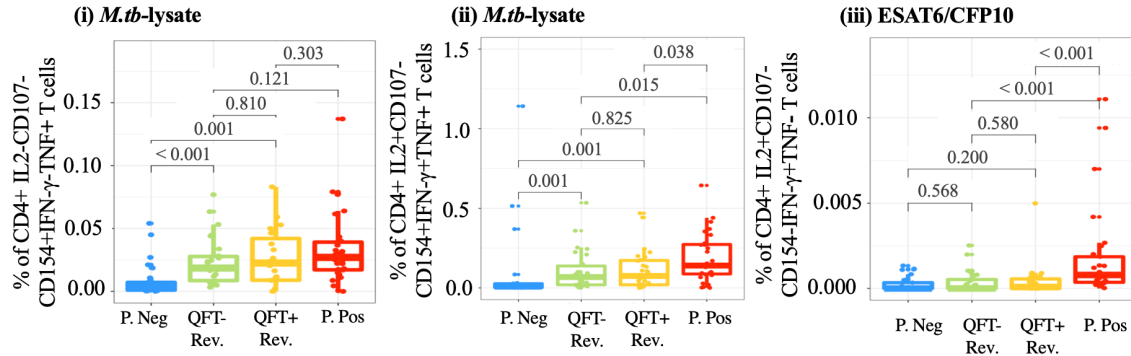 (i) M.tb-lysate
% of CD4+ IL2-CD107-
CD154+IFN-γ-TNF+ T cells
0.15
0.10
0.05
0.00
0.303
0.121
0.810
0.001
< 0.001
P. Neg
QFT-
Rev.
QFT+
Rev.
P. Pos
(ii) M.tb-lysate
% of CD4+ IL2+CD107-
CD154+IFN-γ+TNF+ T cells
1.5
1.0
0.5
0.0
0.038
0.015
0.825
0.001
0.001
P. Neg
QFT-
Rev.
QFT+
Rev.
P. Pos
(iii) ESAT6/CFP10
% of CD4+ IL2+CD107-
CD154-IFN-γ+TNF- T cells
0.010
0.005
0.000
< 0.001
< 0.001
0.580
0.200
0.568
P. Neg
QFT-
Rev.
QFT+
Rev.
P. Pos